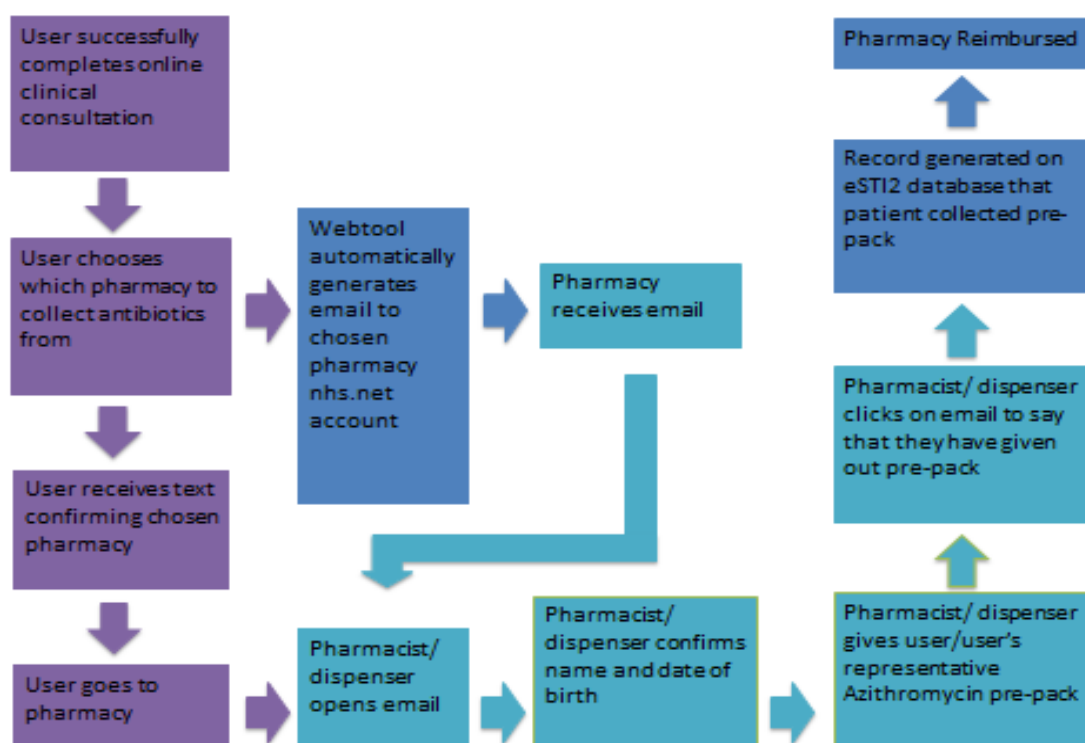 User successfully
completes online
clinical
consultation
User chooses
which pharmacy to
collect antibiotics
from
User receives text
confirming chosen
pharmacy
User goes to
pharmacy
Webtool
automatically
generates
email to
chosen
pharmacy
nhs.net
account
Pharmacy
receives email
Pharmacist/
dispenser
opens email
Pharmacist/
dispenser confirms
name and date of
birth
Pharmacist/ dispenser
gives user/user's
representative
Azithromycin pre-pack
Pharmacist/ dispenser
clicks on email to say
that they have given
out pre-pack
Record generated on
eSTI2 database that
patient collected pre-
pack
Pharmacy Reimbursed